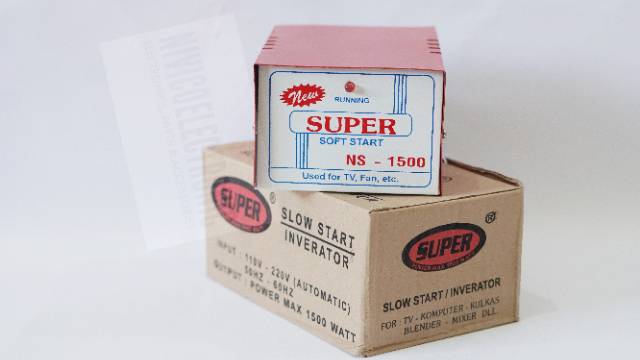 New
RUNNING
SUPER
SOFT START
NS - 1500
Used for TV, Fan, etc.
SUPER
®
SLOW START
INVERATOR
INPUT : 110V - 220V (AUTOMATIC)
50HZ - 60HZ
OUTPUT : POWER MAX 1500 WATT
SUPER
®
SLOW START / INVERATOR
FOR : TV - KOMPUTER - KULKAS
BLENDER - MIXER DLL.